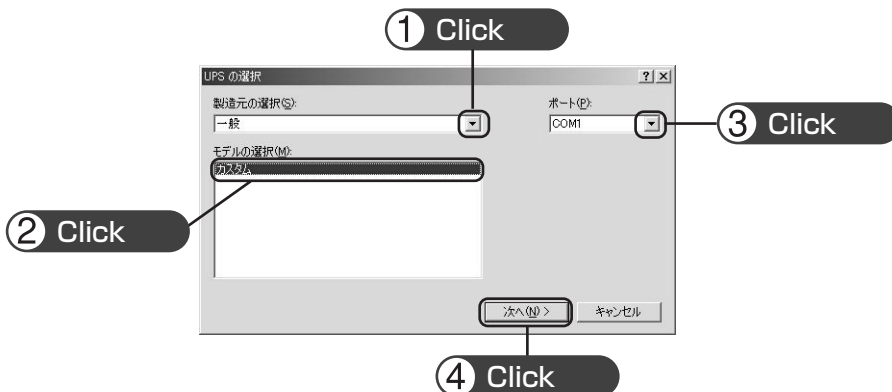 ① Click
UPS の選択
製造元の選択(S):
一般
ポート(P):
COM1
③ Click
モデルの選択(M):
カスタム
② Click
次へ(N) >
キャンセル
④ Click